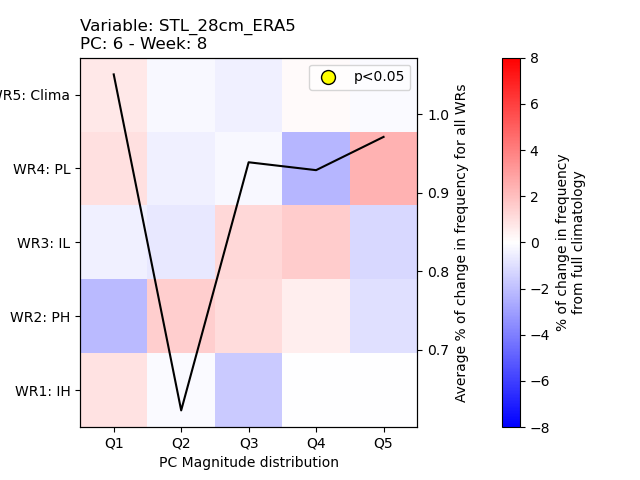 Variable: STL_28cm_ERA5
PC: 6 - Week: 8
p<0.05
WR5: Clima
WR4: PL
WR3: IL
WR2: PH
WR1: IH
Q1 Q2 Q3 Q4 Q5
PC Magnitude distribution
1.0
0.9
0.8
0.7
Average % of change in frequency for all WRs
8
6
4
2
0
−2
−4
−6
−8
% of change in frequency
from full climatology